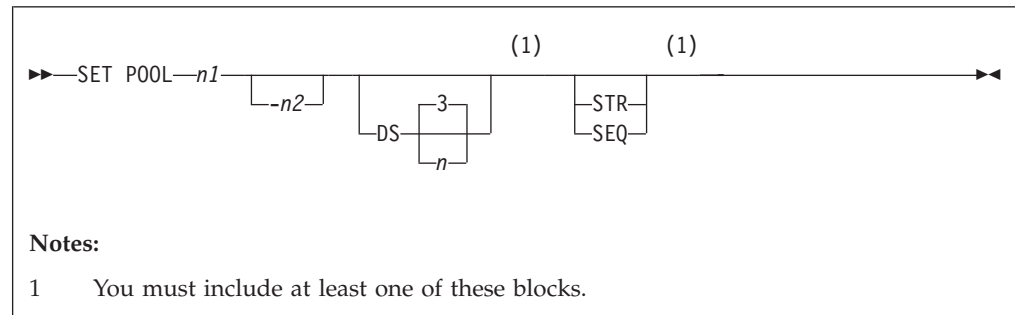 (1) (1)
▶▶—SET POOL—n1
-n2 3 STR
DS SEQ
n
Notes:
1 You must include at least one of these blocks.